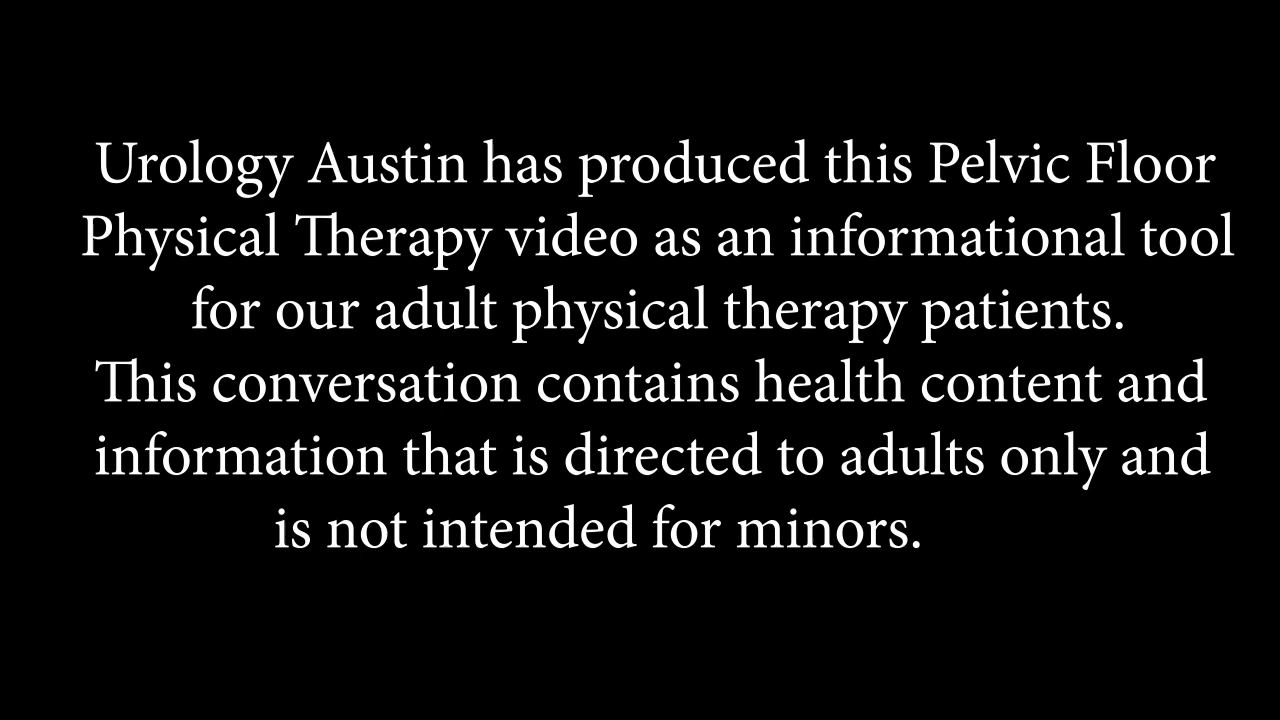 Urology Austin has produced this Pelvic Floor
Physical Therapy video as an informational tool
for our adult physical therapy patients.
This conversation contains health content and
information that is directed to adults only and
is not intended for minors.